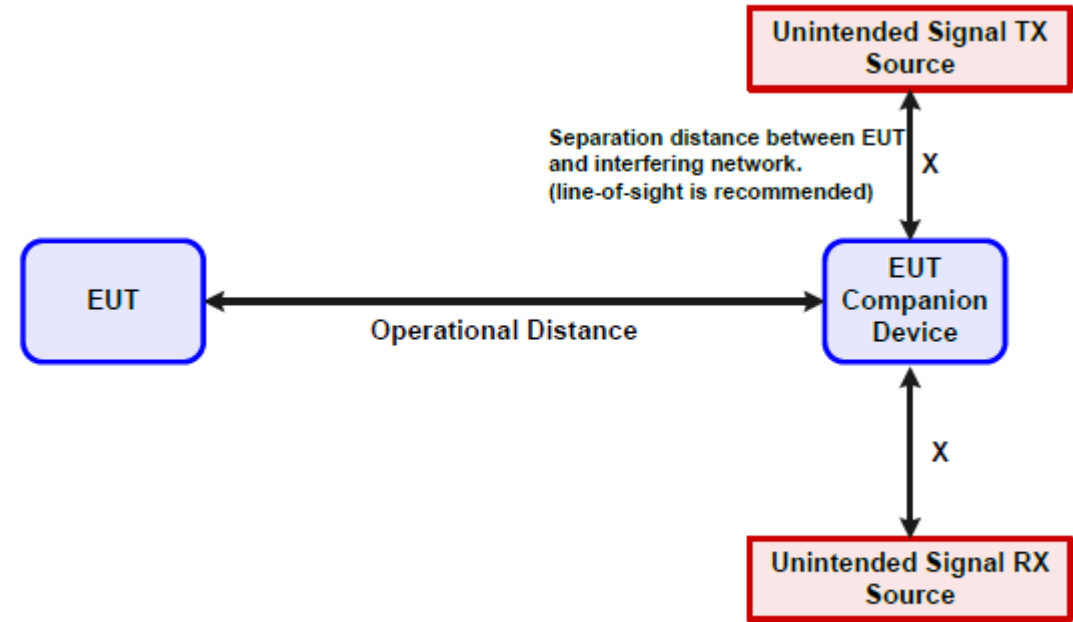 Unintended Signal TX
Source
Separation distance between EUT
and interfering network.
(line-of-sight is recommended)
X
EUT
Operational Distance
EUT
Companion
Device
X
Unintended Signal RX
Source